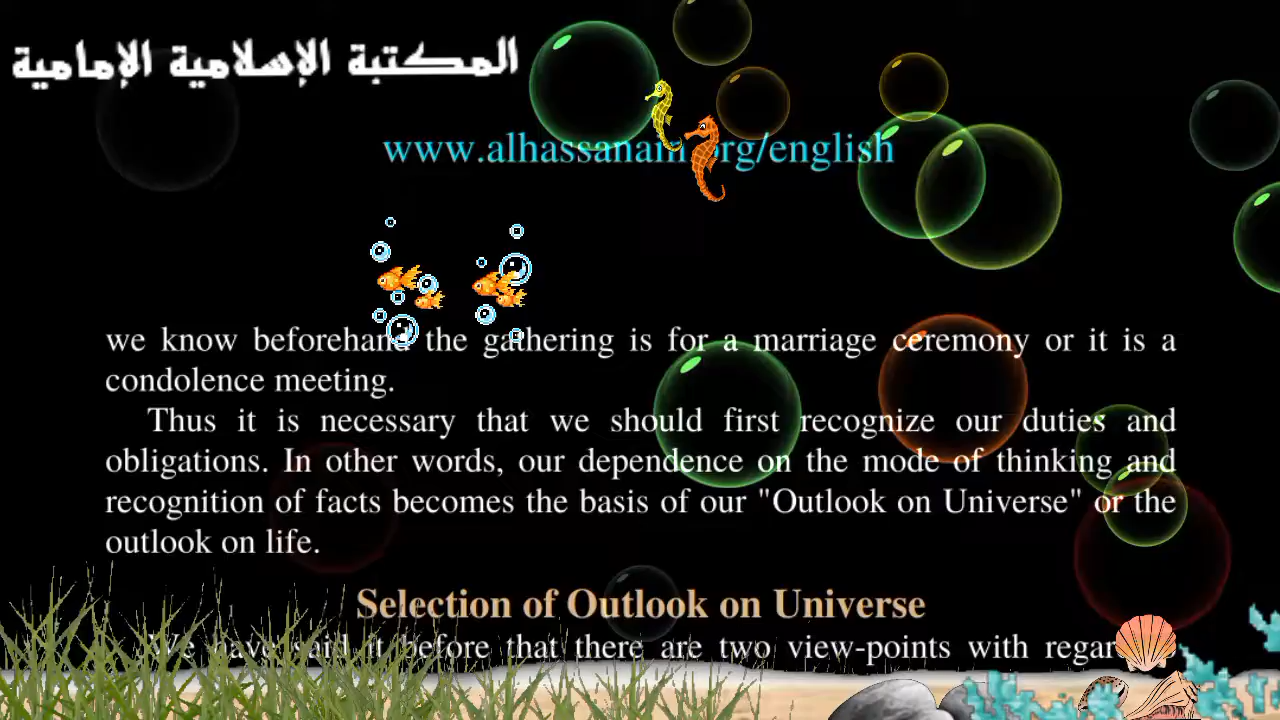 المكتبة الإسلامية الإمامية
www.alhassanain.org/english
we know beforehand the gathering is for a marriage ceremony or it is a
condolence meeting.
Thus it is necessary that we should first recognize our duties and
obligations. In other words, our dependence on the mode of thinking and
recognition of facts becomes the basis of our "Outlook on Universe" or the
outlook on life.
Selection of Outlook on Universe
We have said it before that there are two view-points with regar